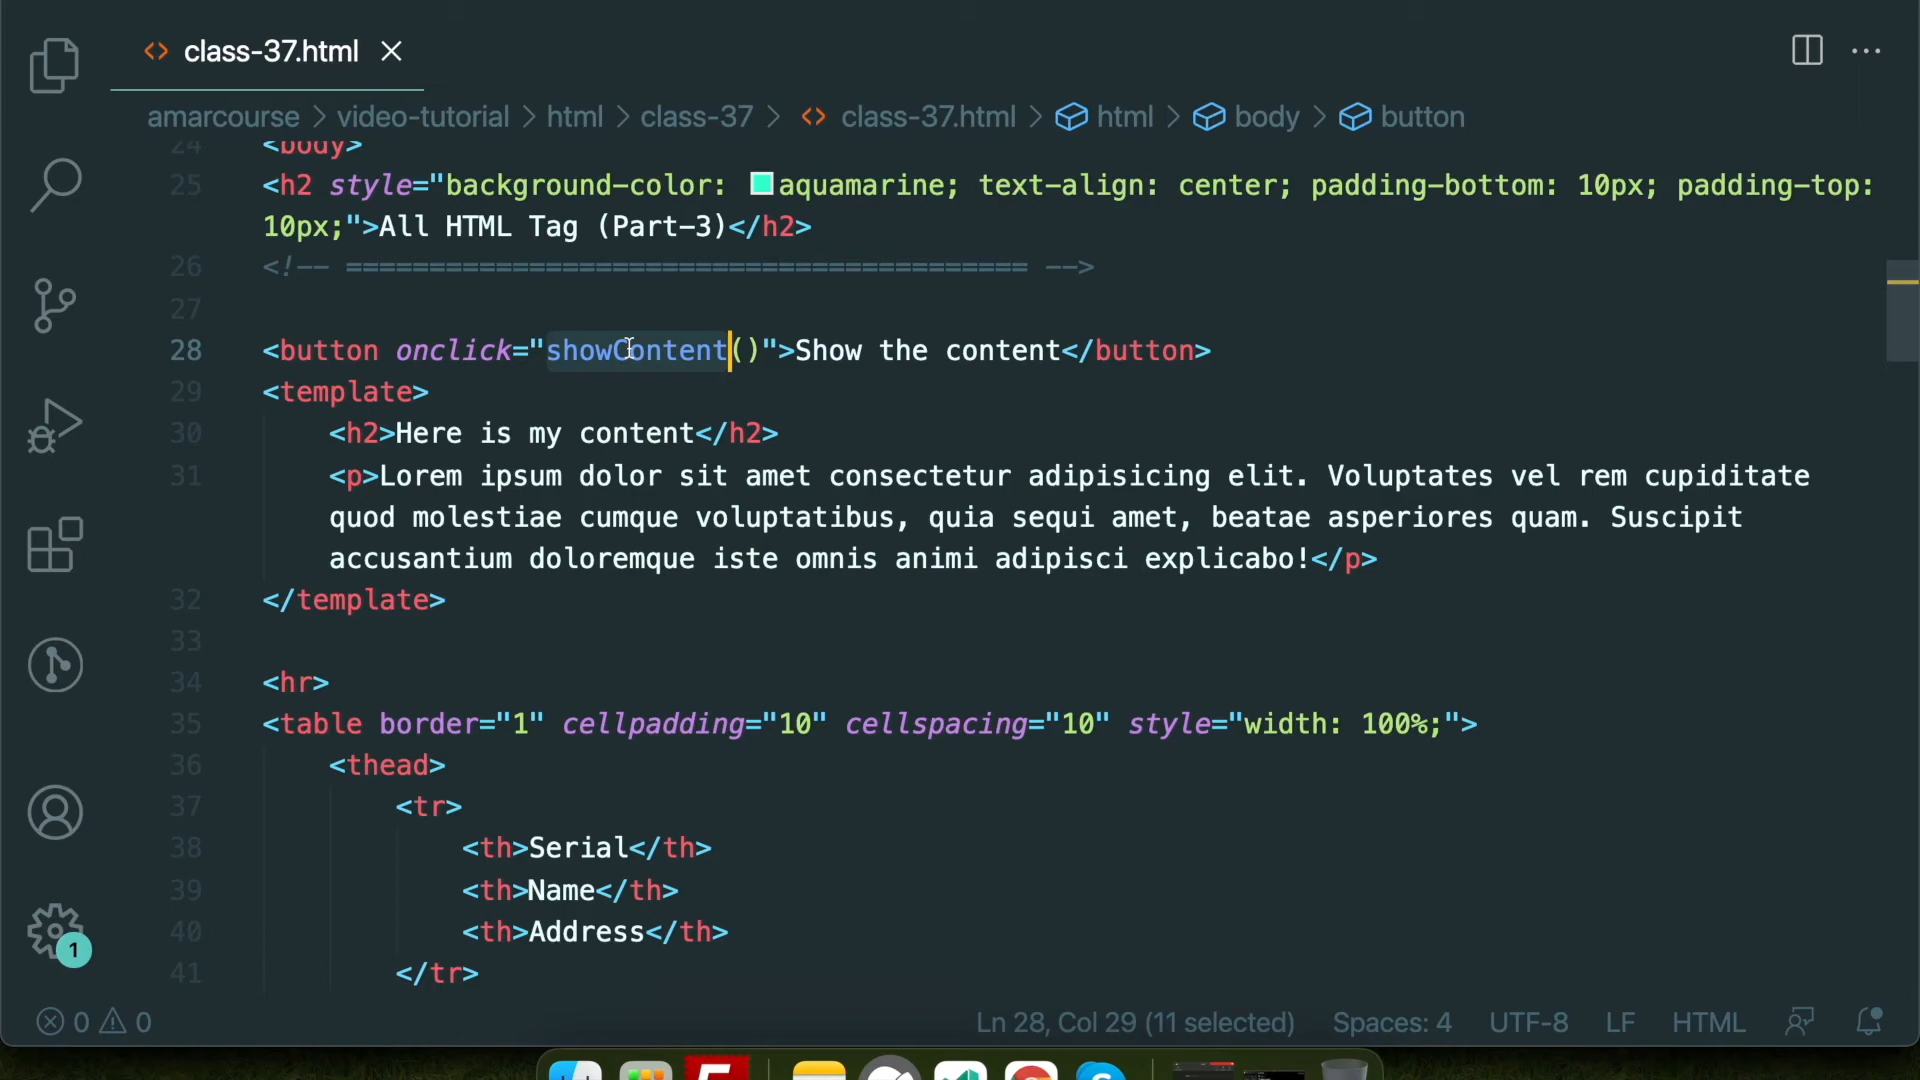 class-37.html
amarcourse > video-tutorial > html > class-37 > <> class-37.html > html > body > button
24 <body>
25 <h2 style="background-color: aquamarine; text-align: center; padding-bottom: 10px; padding-top:
10px;">All HTML Tag (Part-3)</h2>
26 <!-- ========================================= -->
27
28 <button onclick="showContent()">Show the content</button>
29 <template>
30 <h2>Here is my content</h2>
31 <p>Lorem ipsum dolor sit amet consectetur adipisicing elit. Voluptates vel rem cupiditate
quod molestiae cumque voluptatibus, quia sequi amet, beatae asperiores quam. Suscipit
accusantium doloremque iste omnis animi adipisci explicabo!</p>
32 </template>
33
34 <hr>
35 <table border="1" cellpadding="10" cellspacing="10" style="width: 100%;">
36 <thead>
37 <tr>
38 <th>Serial</th>
39 <th>Name</th>
40 <th>Address</th>
41 </tr>
1
0 0 Ln 28, Col 29 (11 selected) Spaces: 4 UTF-8 LF HTML